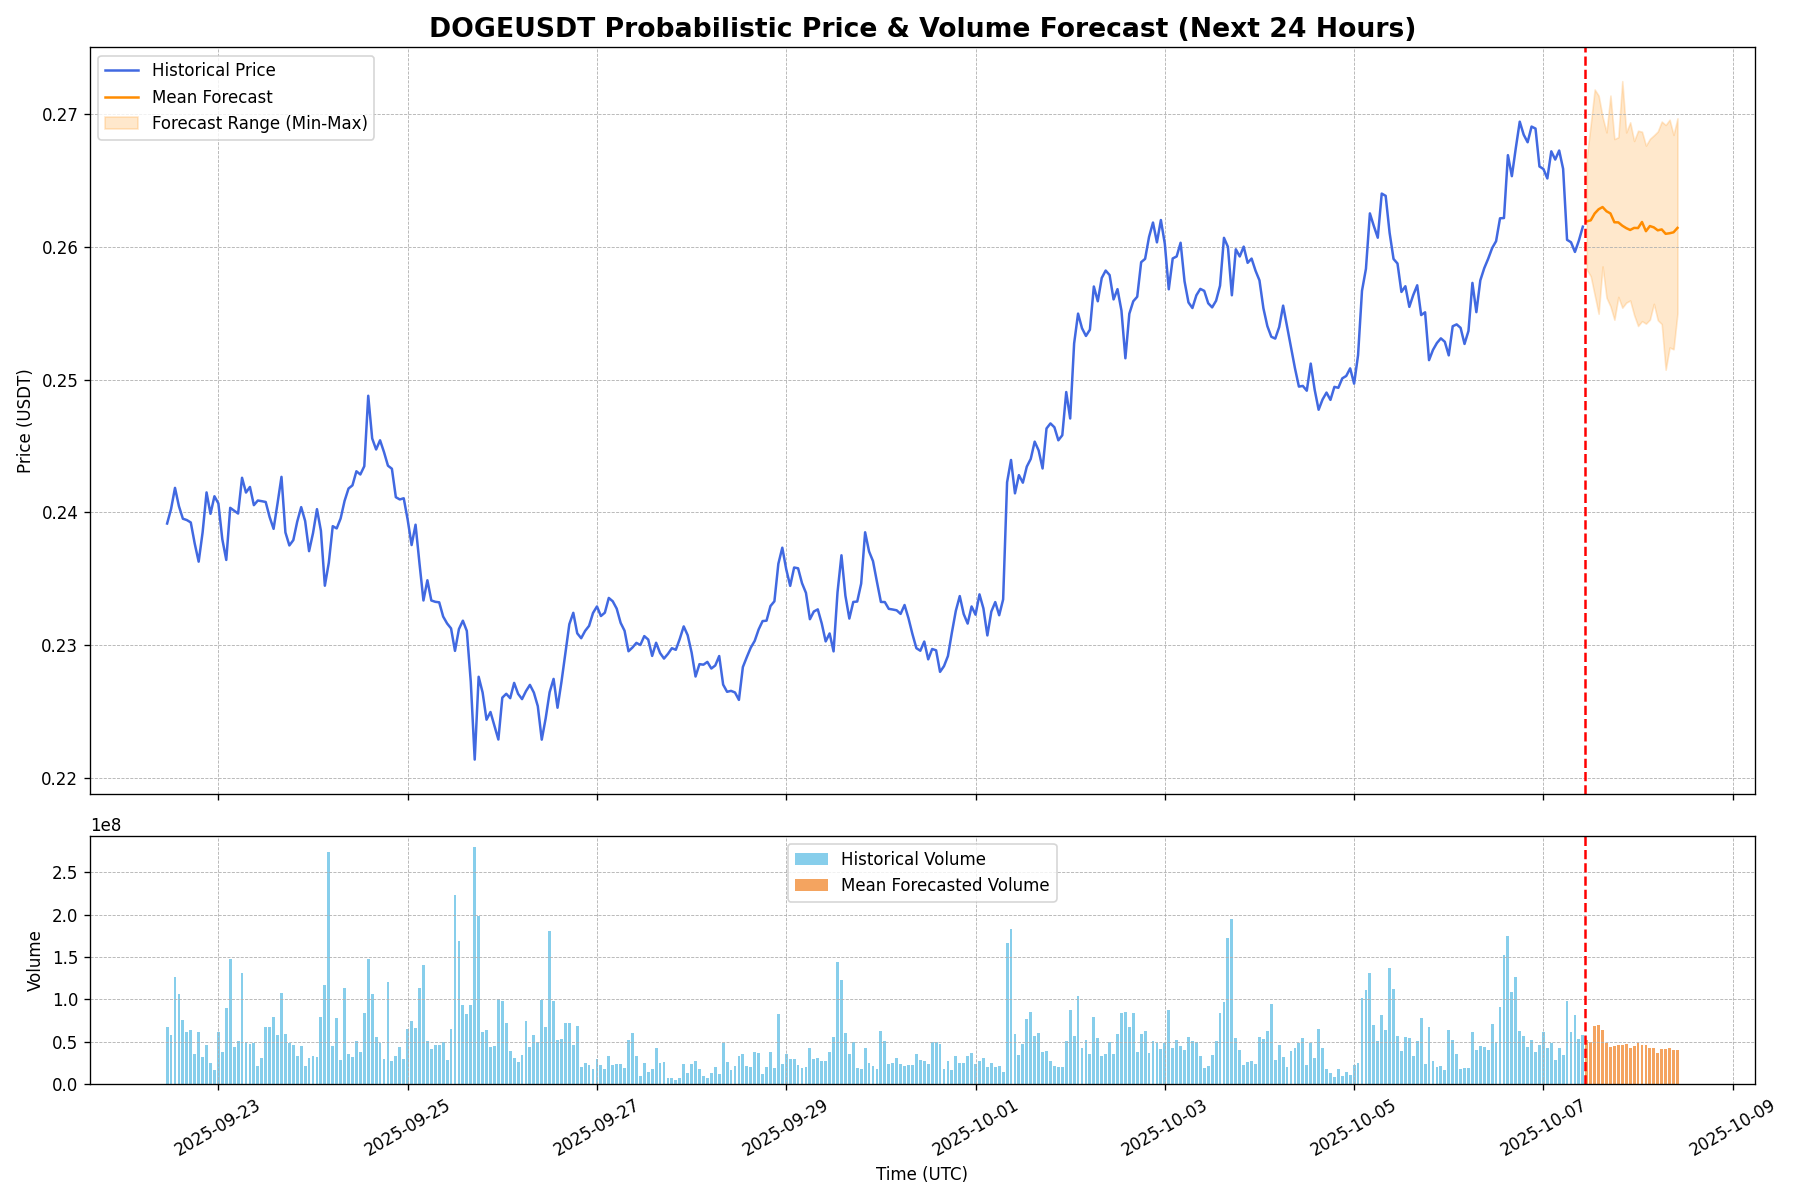 DOGEUSDT Probabilistic Price & Volume Forecast (Next 24 Hours)
Historical Price
Mean Forecast
Forecast Range (Min-Max)
Price (USDT)
0.27
0.26
0.25
0.24
0.23
0.22
1e8
Historical Volume
Mean Forecasted Volume
Volume
2.5
2.0
1.5
1.0
0.5
0.0
2025-09-23
2025-09-25
2025-09-27
2025-09-29
2025-10-01
2025-10-03
2025-10-05
2025-10-07
2025-10-09
Time (UTC)